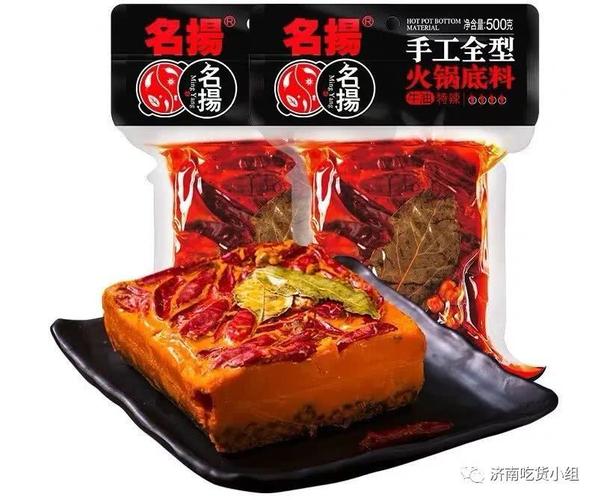 名揚®
名揚
Ming Yang
名揚®
名揚
Ming Yang
HOT POT BOTTOM
MATERIAL
净含量:500克
手工全型
火锅底料
牛油 特辣
济南吃货小组